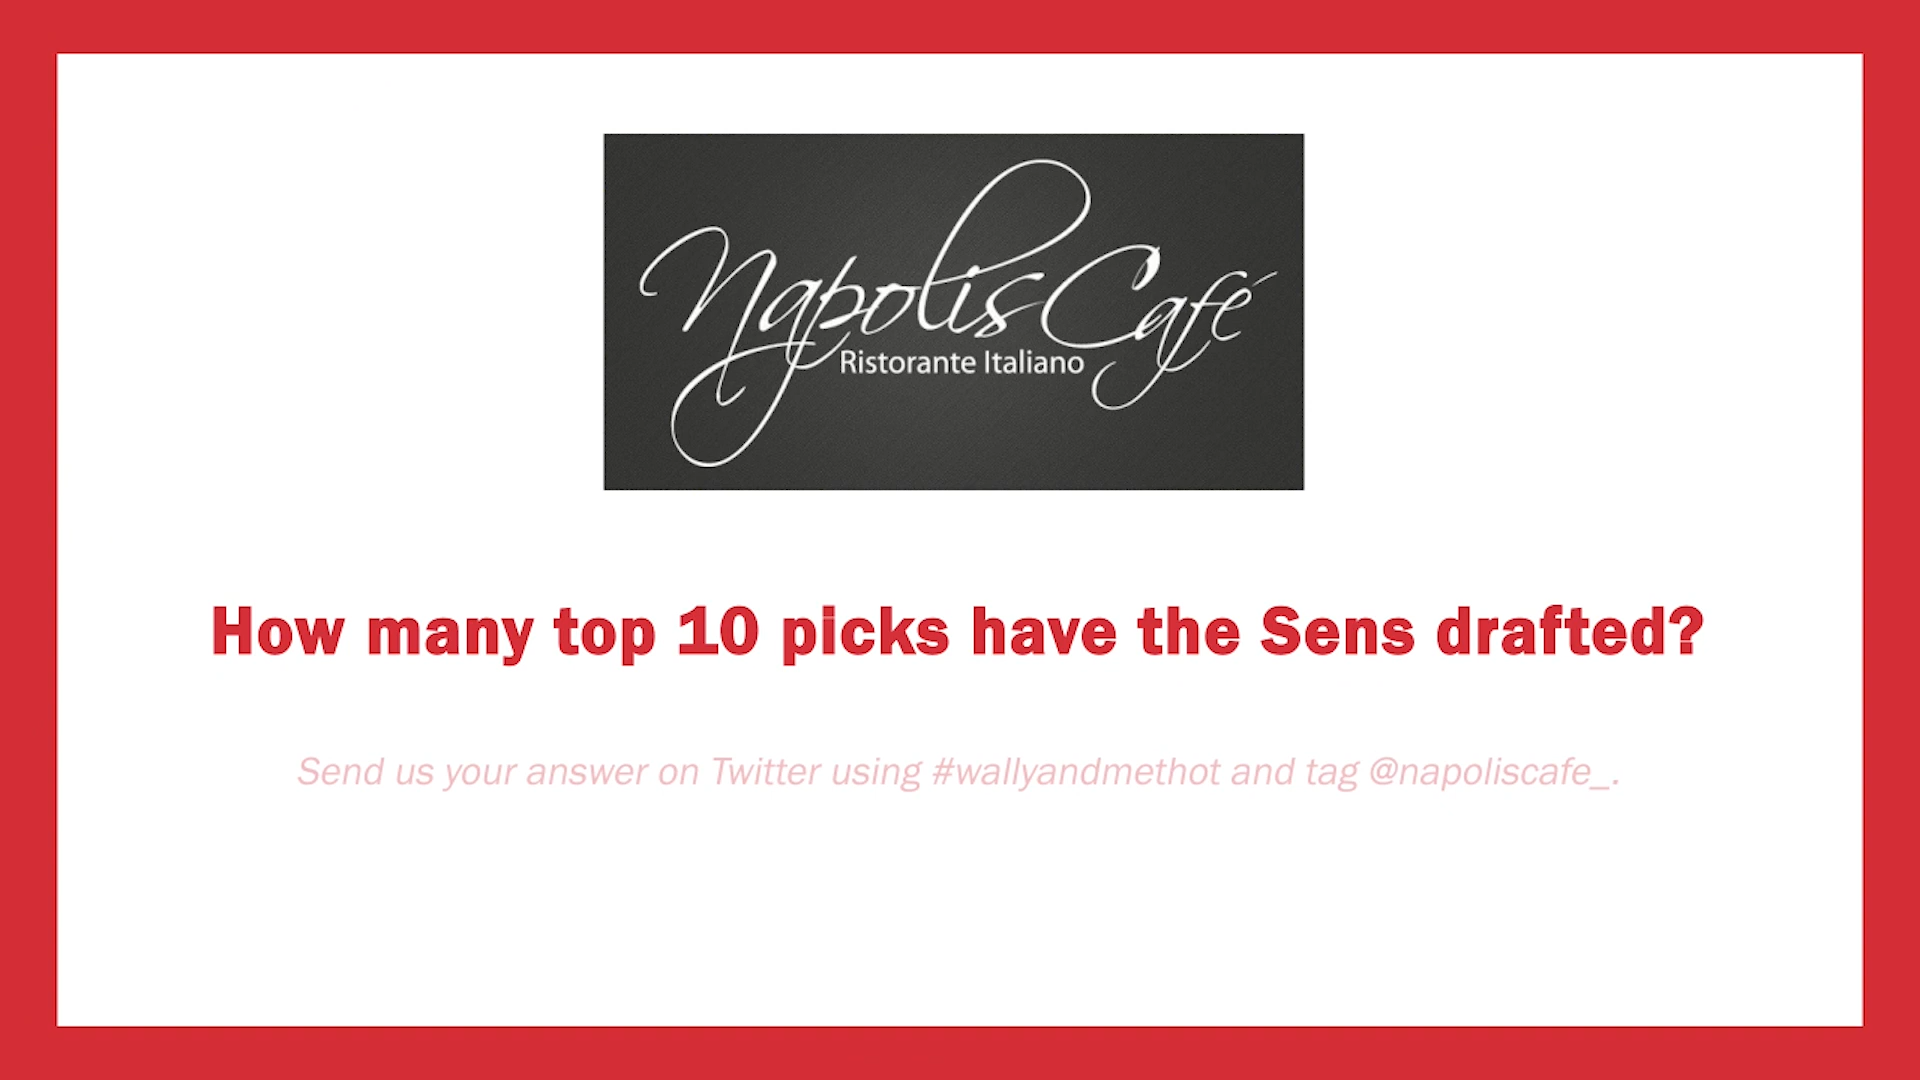 Napolis Café
Ristorante Italiano
How many top 10 picks have the Sens drafted?
Send us your answer on Twitter using #wallyandmethot and tag @napoliscafe_.